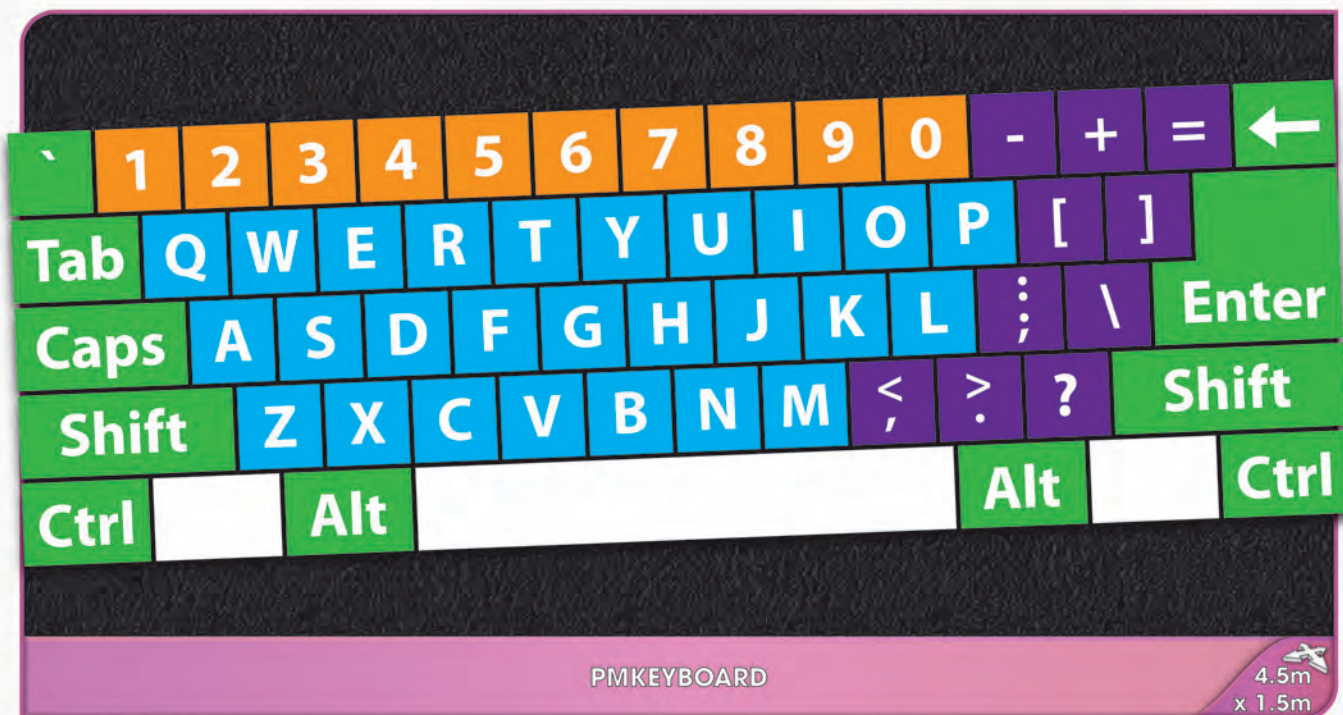 ` 1 2 3 4 5 6 7 8 9 0 - + = ←
Tab Q W E R T Y U I O P [ ]
Caps A S D F G H J K L : ; \ Enter
Shift Z X C V B N M < , > . ? Shift
Ctrl Alt Alt Ctrl
PMKEYBOARD
4.5m
x 1.5m